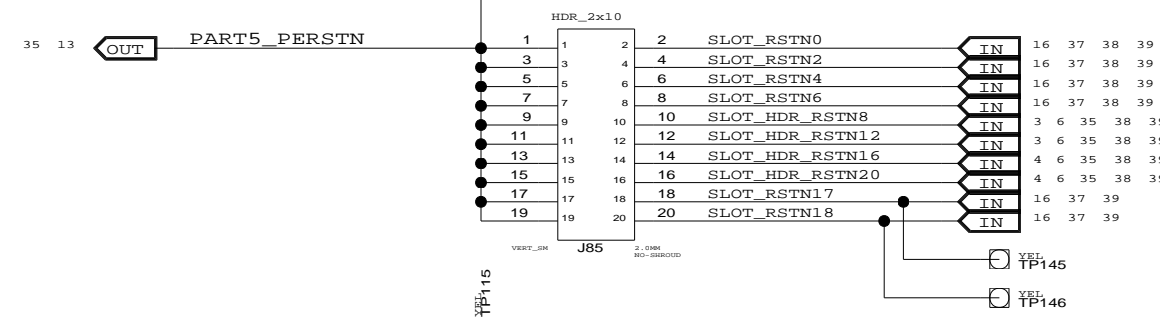 HDR_2x10
35 13 OUT PART5_PERSTN
1 1 2 2 SLOT_RSTN0 IN 16 37 38 39
3 3 4 4 SLOT_RSTN2 IN 16 37 38 39
5 5 6 6 SLOT_RSTN4 IN 16 37 38 39
7 7 8 8 SLOT_RSTN6 IN 16 37 38 39
9 9 10 10 SLOT_HDR_RSTN8 IN 3 6 35 38
11 11 12 12 SLOT_HDR_RSTN12 IN 3 6 35 38
13 13 14 14 SLOT_HDR_RSTN16 IN 4 6 35 38
15 15 16 16 SLOT_HDR_RSTN20 IN 4 6 35 38
17 17 18 18 SLOT_RSTN17 IN 16 37 39
19 19 20 20 SLOT_RSTN18 IN 16 37 39
VERT_SM J85 2.0MM
NO-SHROUD
YEL
TP145
YEL
TP146
YEL
TP115